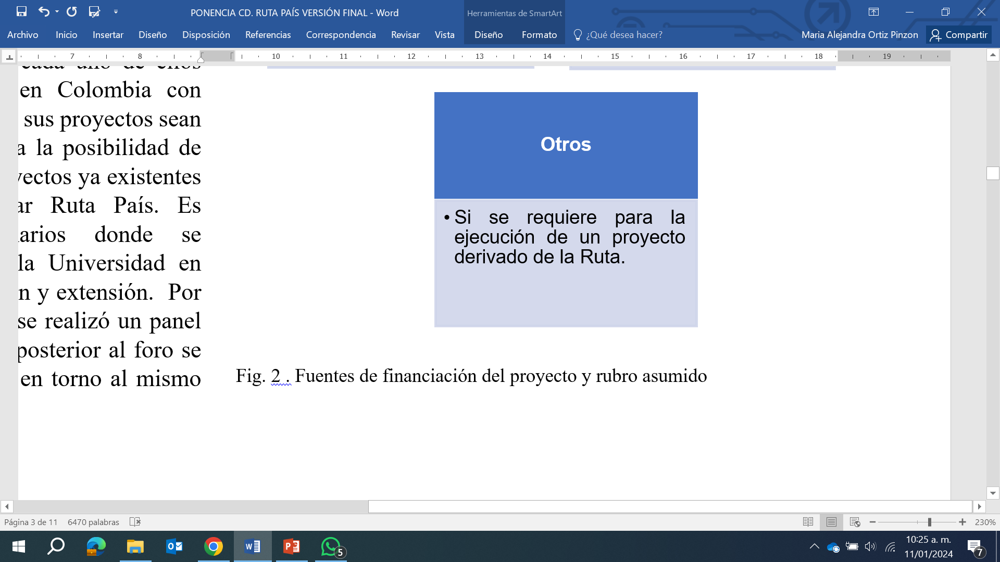 PONENCIA CD. RUTA PAÍS VERSIÓN FINAL - Word
Herramientas de SmartArt
Archivo Inicio Insertar Diseño Disposición Referencias Correspondencia Revisar Vista Diseño Formato ¿Qué desea hacer? Maria Alejandra Ortiz Pinzon Compartir
7 8 10 11 12 13 14 15 16 17 18 19
cada uno de ellos
en Colombia con
sus proyectos sean
a la posibilidad de
yectos ya existentes
ar Ruta País. Es
arios donde se
la Universidad en
n y extensión. Por
se realizó un panel
posterior al foro se
en torno al mismo
Otros
• Si se requiere para la
ejecución de un proyecto
derivado de la Ruta.
Fig. 2 . Fuentes de financiación del proyecto y rubro asumido
Página 3 de 11 6470 palabras 230%
5
10:25 a. m.
11/01/2024
7